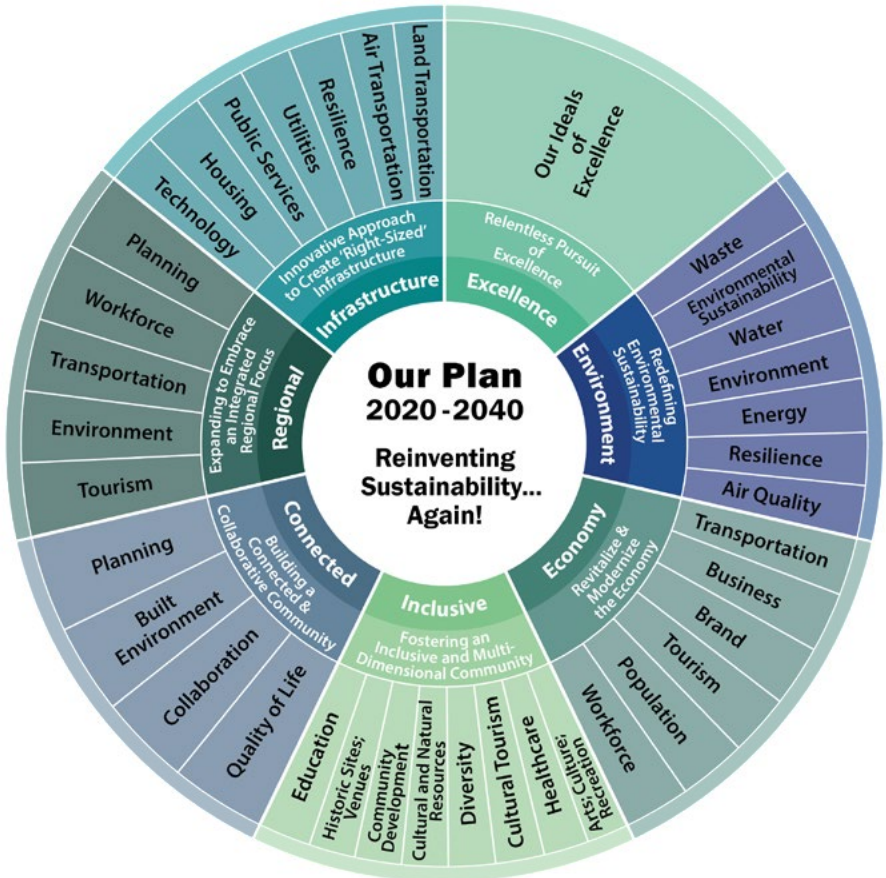 Our Plan
2020-2040
Reinventing
Sustainability...
Again!
Excellence
Relentless Pursuit
of
Excellence
Our Ideals
of
Excellence
Environment
Redefining
Environmental
Sustainability
Waste
Environmental
Sustainability
Water
Environment
Energy
Resilience
Air Quality
Economy
Revitalize &
Modernize
the Economy
Transportation
Business
Brand
Tourism
Population
Workforce
Inclusive
Fostering an
Inclusive and Multi-
Dimensional Community
Arts; Culture;
Recreation
Healthcare
Cultural Tourism
Diversity
Cultural and Natural
Resources
Community
Development
Historic Sites;
Venues
Education
Connected
Building a
Connected &
Collaborative Community
Quality of Life
Collaboration
Built
Environment
Planning
Regional
Expanding to Embrace
an Integrated
Regional Focus
Tourism
Environment
Transportation
Workforce
Planning
Infrastructure
Innovative Approach
to Create ‘Right-Sized’
Infrastructure
Technology
Housing
Public Services
Utilities
Resilience
Air Transportation
Land Transportation